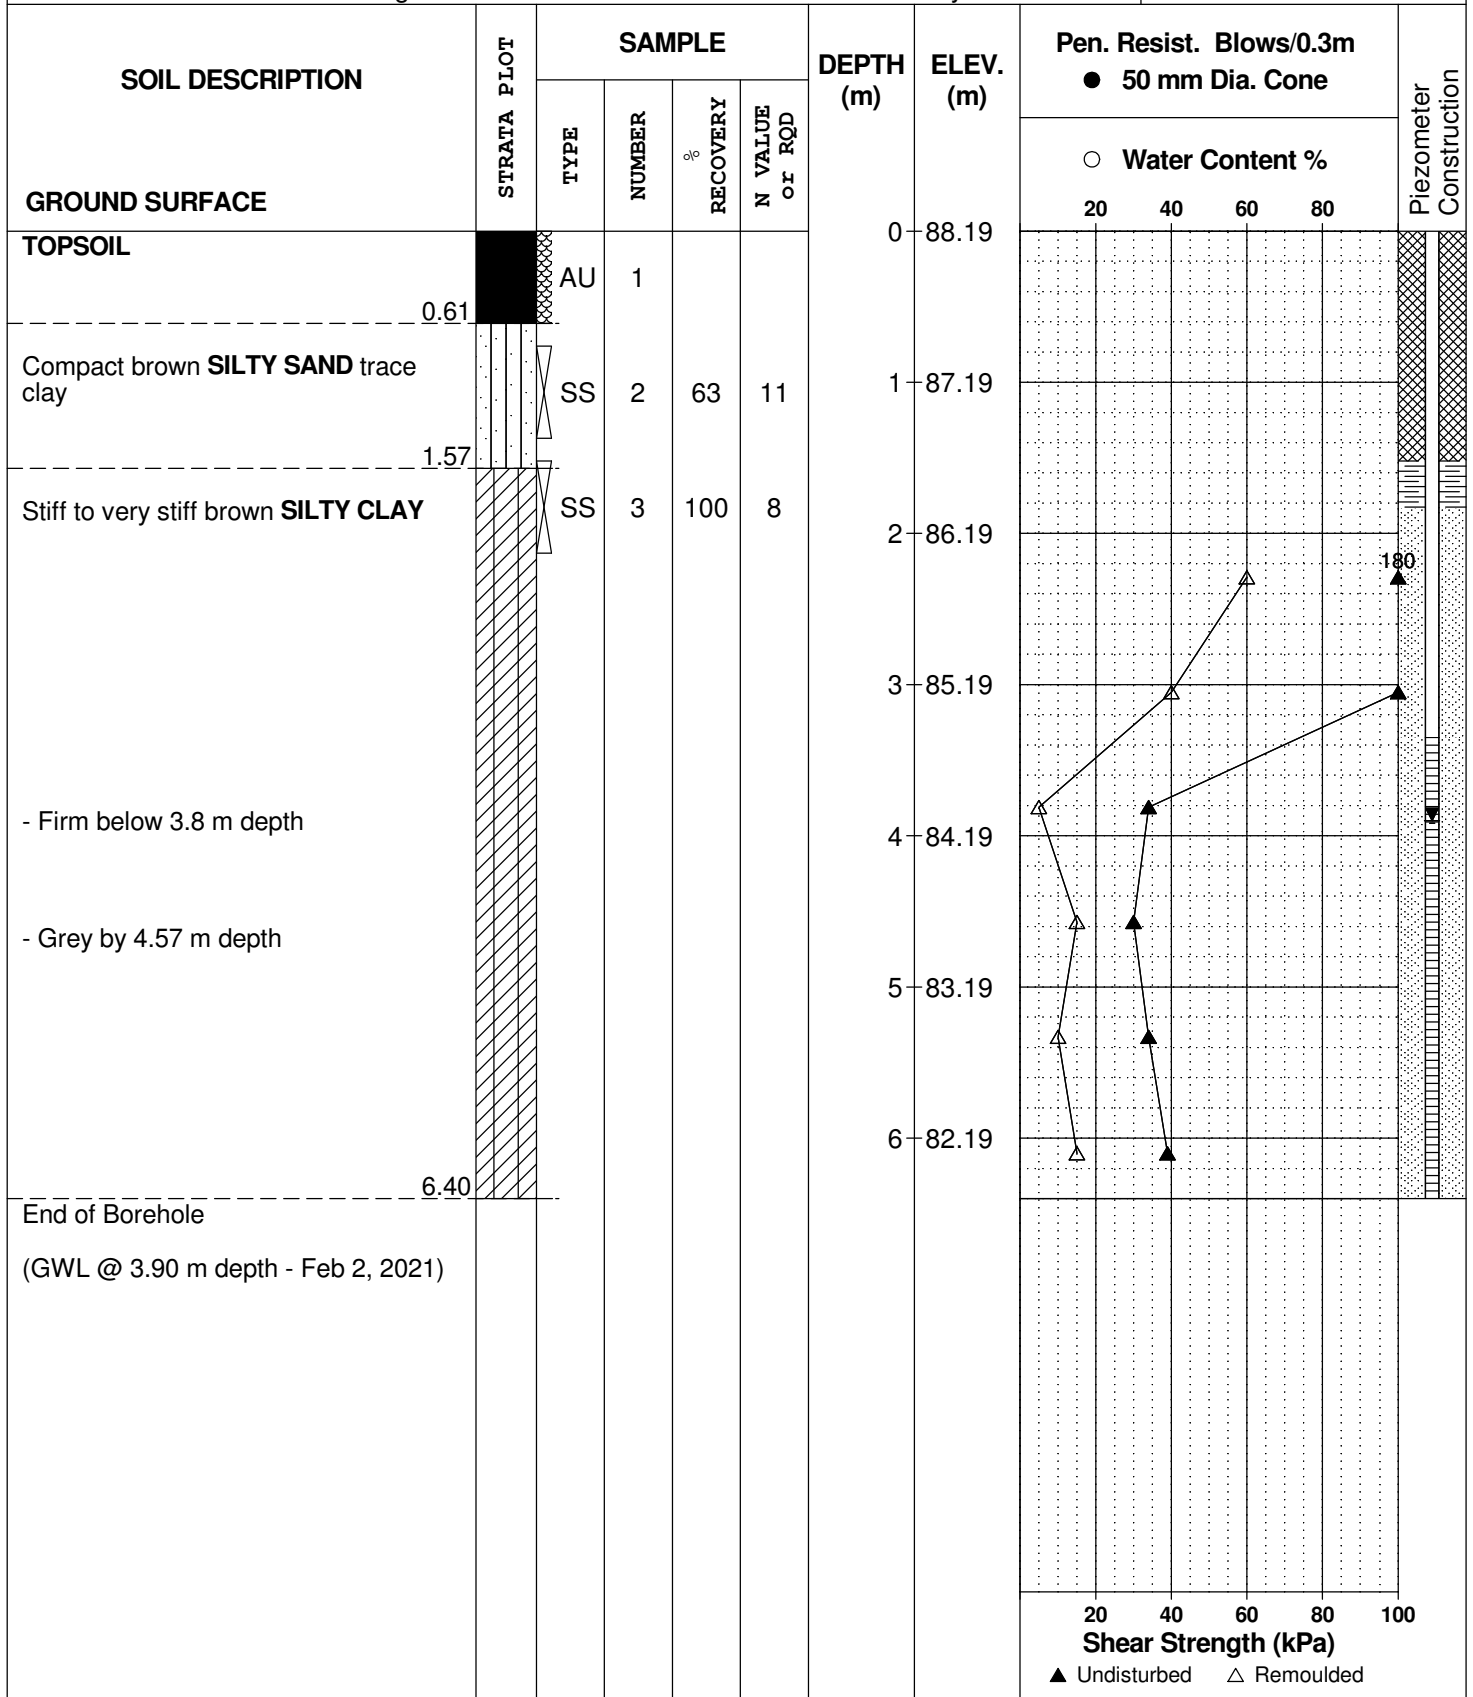 SOIL DESCRIPTION
GROUND SURFACE
STRATA PLOT
SAMPLE
TYPE
NUMBER
% RECOVERY
N VALUE or RQD
DEPTH (m)
ELEV. (m)
Pen. Resist. Blows/0.3m
● 50 mm Dia. Cone
○ Water Content %
20 40 60 80
Piezometer Construction
TOPSOIL
0.61
AU 1
0 88.19
Compact brown SILTY SAND trace
clay
1.57
SS 2 63 11
1 87.19
Stiff to very stiff brown SILTY CLAY
SS 3 100 8
2 86.19
180
3 85.19
- Firm below 3.8 m depth
4 84.19
- Grey by 4.57 m depth
5 83.19
6 82.19
6.40
End of Borehole
(GWL @ 3.90 m depth - Feb 2, 2021)
20 40 60 80 100
Shear Strength (kPa)
▲ Undisturbed △ Remoulded